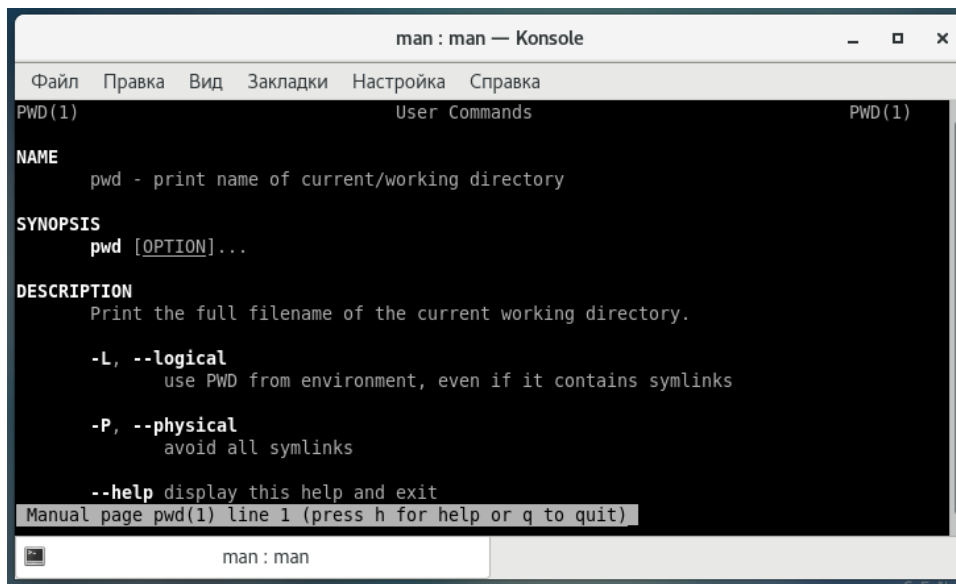 man : man — Konsole
Файл Правка Вид Закладки Настройка Справка
PWD(1) User Commands PWD(1)
NAME
pwd - print name of current/working directory
SYNOPSIS
pwd [OPTION]...
DESCRIPTION
Print the full filename of the current working directory.
-L, --logical
use PWD from environment, even if it contains symlinks
-P, --physical
avoid all symlinks
--help display this help and exit
Manual page pwd(1) line 1 (press h for help or q to quit)
man : man